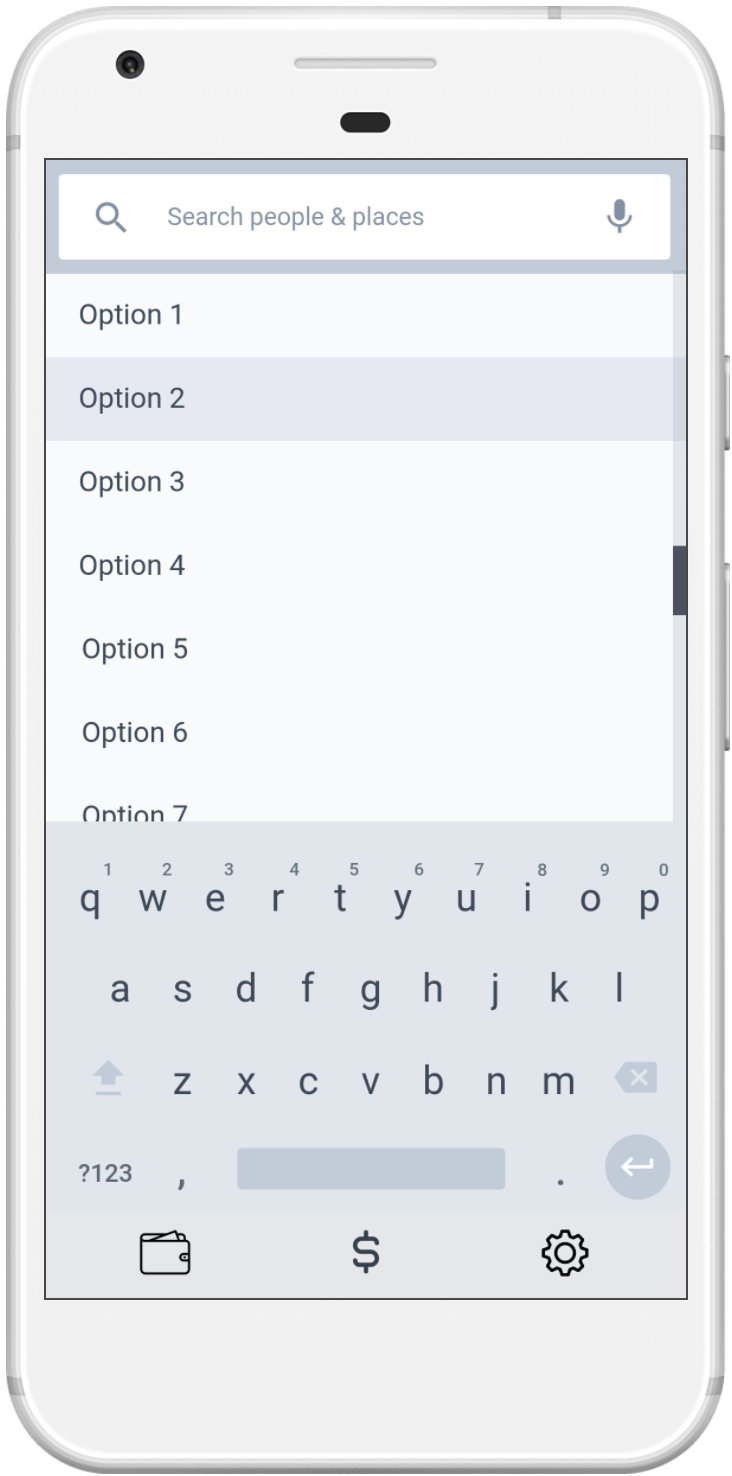 Search people & places
Option 1
Option 2
Option 3
Option 4
Option 5
Option 6
Option 7
1 2 3 4 5 6 7 8 9 0
q w e r t y u i o p
a s d f g h j k l
z x c v b n m
?123 , .
$